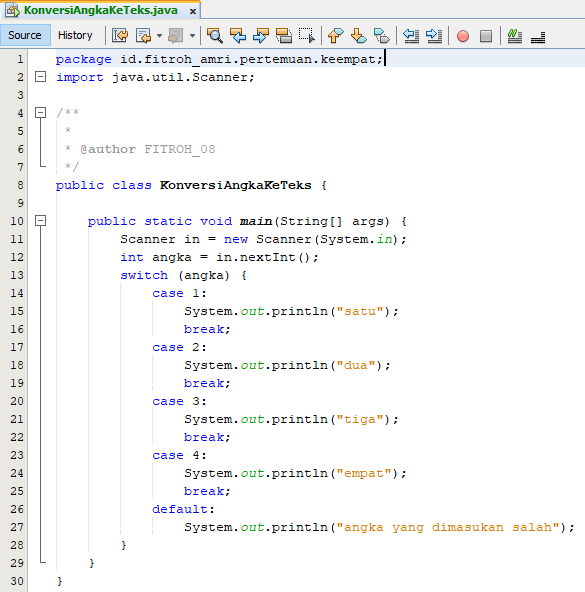 KonversiAngkaKeTeks.java
Source History
1 package id.fitroh_amri.pertemuan.keempat;
2 import java.util.Scanner;
3
4 /**
5 *
6 * @author FITROH_08
7 */
8 public class KonversiAngkaKeTeks {
9
10 public static void main(String[] args) {
11 Scanner in = new Scanner(System.in);
12 int angka = in.nextInt();
13 switch (angka) {
14 case 1:
15 System.out.println("satu");
16 break;
17 case 2:
18 System.out.println("dua");
19 break;
20 case 3:
21 System.out.println("tiga");
22 break;
23 case 4:
24 System.out.println("empat");
25 break;
26 default:
27 System.out.println("angka yang dimasukan salah");
28 }
29 }
30 }